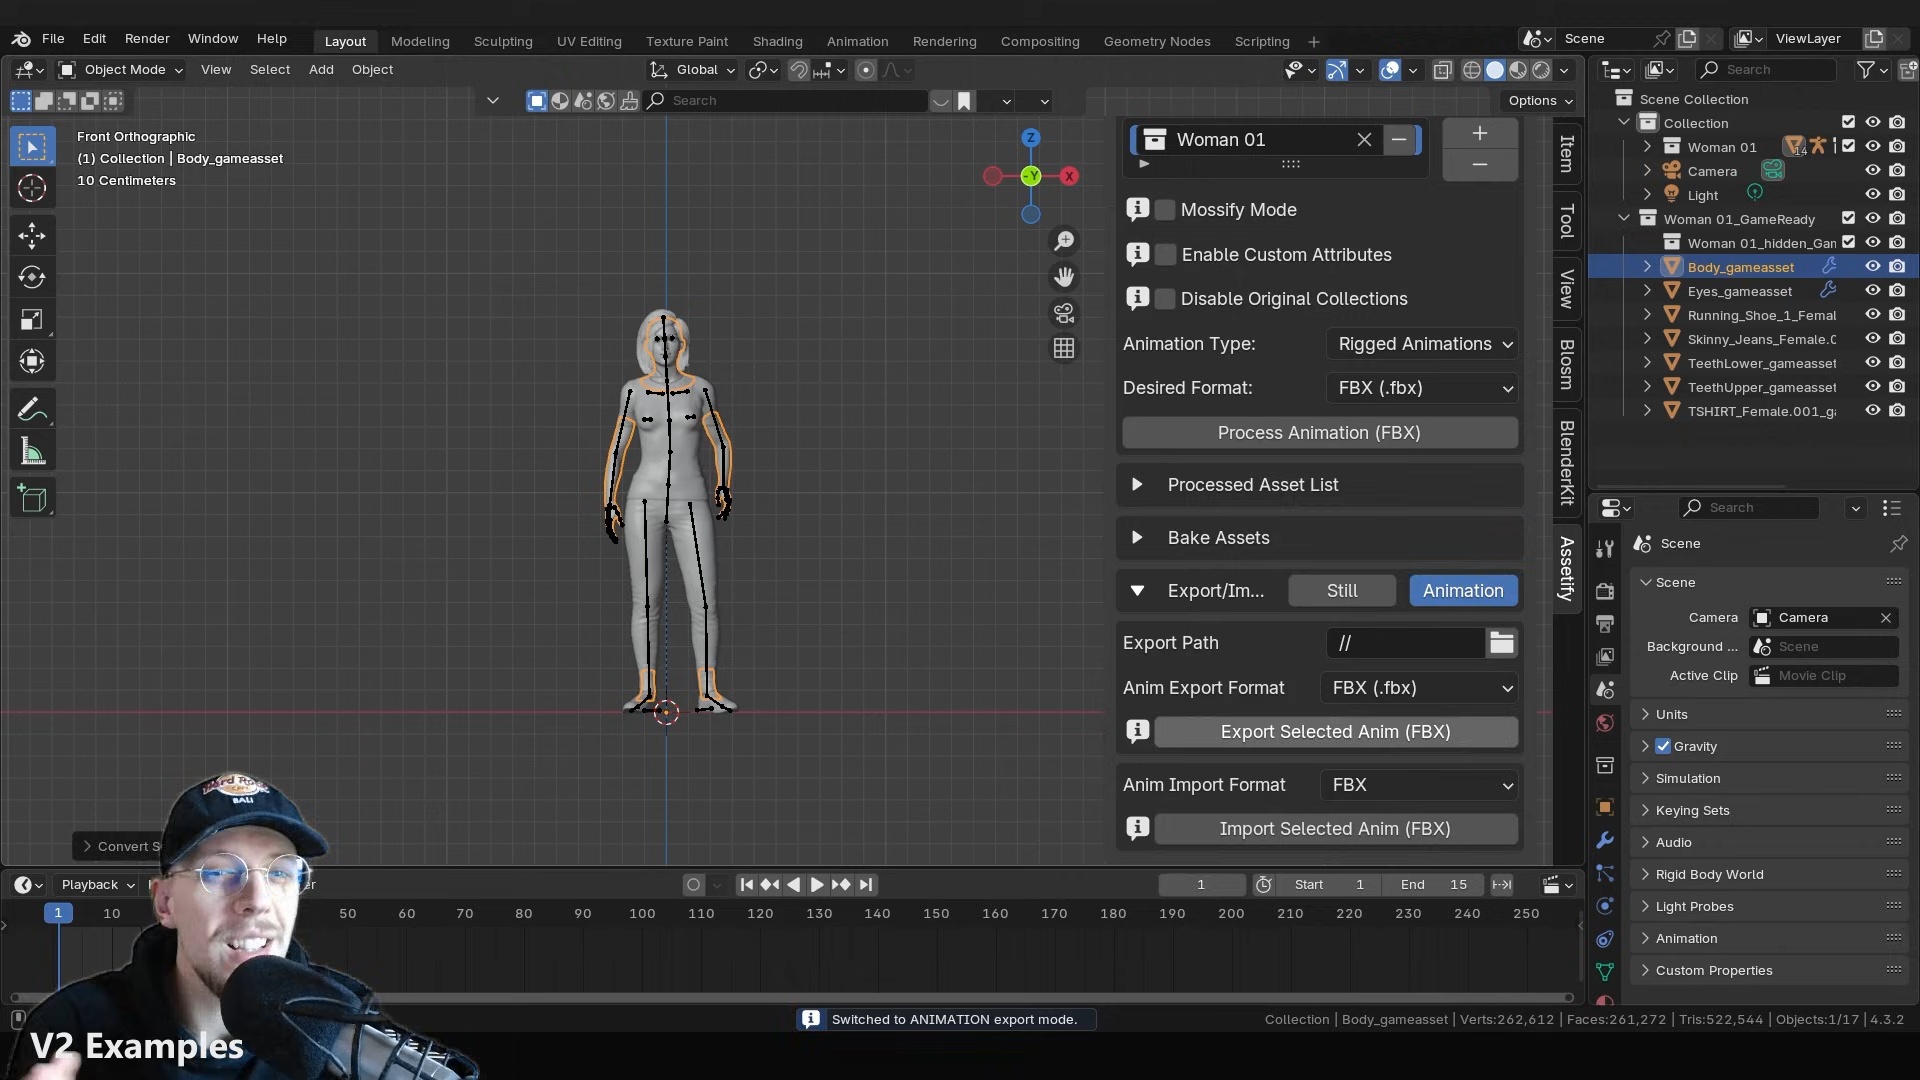 File Edit Render Window Help Layout Modeling Sculpting UV Editing Texture Paint Shading Animation Rendering Compositing Geometry Nodes Scripting + Scene ViewLayer
Object Mode View Select Add Object Global Search
Search Options
Front Orthographic
(1) Collection | Body_gameasset
10 Centimeters
Z
-Y X
Woman 01
Mossify Mode
Enable Custom Attributes
Disable Original Collections
Animation Type: Rigged Animations
Desired Format: FBX (.fbx)
Process Animation (FBX)
Processed Asset List
Bake Assets
Export/Im... Still Animation
Export Path //
Anim Export Format FBX (.fbx)
Export Selected Anim (FBX)
Anim Import Format FBX
Import Selected Anim (FBX)
Item
Tool
View
Blosm
BlenderKit
Assetify
Scene Collection
Collection
Woman 01 14
Camera
Light
Woman 01_GameReady
Woman 01_hidden_Gam
Body_gameasset
Eyes_gameasset
Running_Shoe_1_Femal
Skinny_Jeans_Female.0
TeethLower_gameasset
TeethUpper_gameasset
TSHIRT_Female.001_ga
Search
Scene
Scene
Camera Camera
Background ... Scene
Active Clip Movie Clip
Units
Gravity
Simulation
Keying Sets
Audio
Rigid Body World
Light Probes
Animation
Custom Properties
Convert S
Hard Rock
BALI
Playback 1 Start 1 End 15
1 10 50 60 70 80 90 100 110 120 130 140 150 160 170 180 190 200 210 220 230 240 250
Switched to ANIMATION export mode.
Collection | Body_gameasset | Verts:262,612 | Faces:261,272 | Tris:522,544 | Objects:1/17 | 4.3.2
V2 Examples